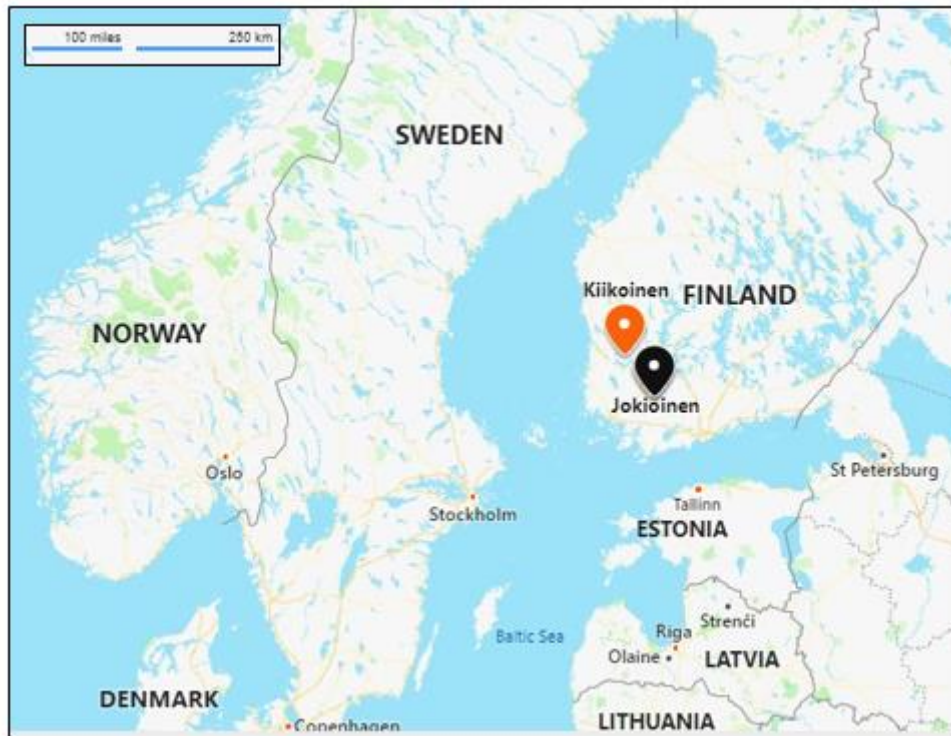 100 miles 250 km
SWEDEN
Kiikoinen
FINLAND
NORWAY
Jokioinen
Oslo
St Petersburg
Tallinn
Stockholm
ESTONIA
Strenči
Riga
Baltic Sea
Olaine
LATVIA
DENMARK
LITHUANIA
Copenhagen